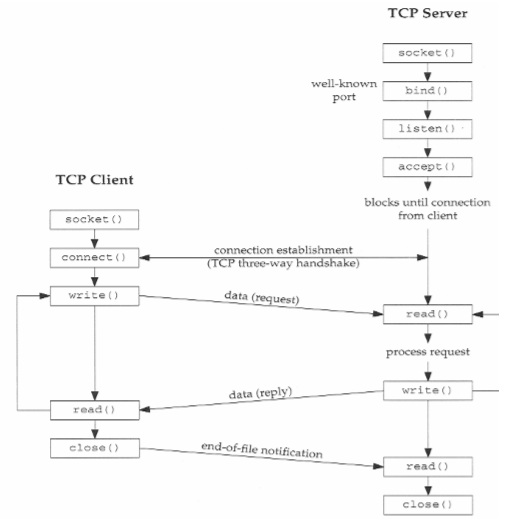 TCP Server
socket()
well-known
port
bind()
listen()
accept()
TCP Client
blocks until connection
from client
socket()
connection establishment
(TCP three-way handshake)
connect()
write()
data (request)
read()
process request
data (reply)
write()
read()
close()
end-of-file notification
read()
close()